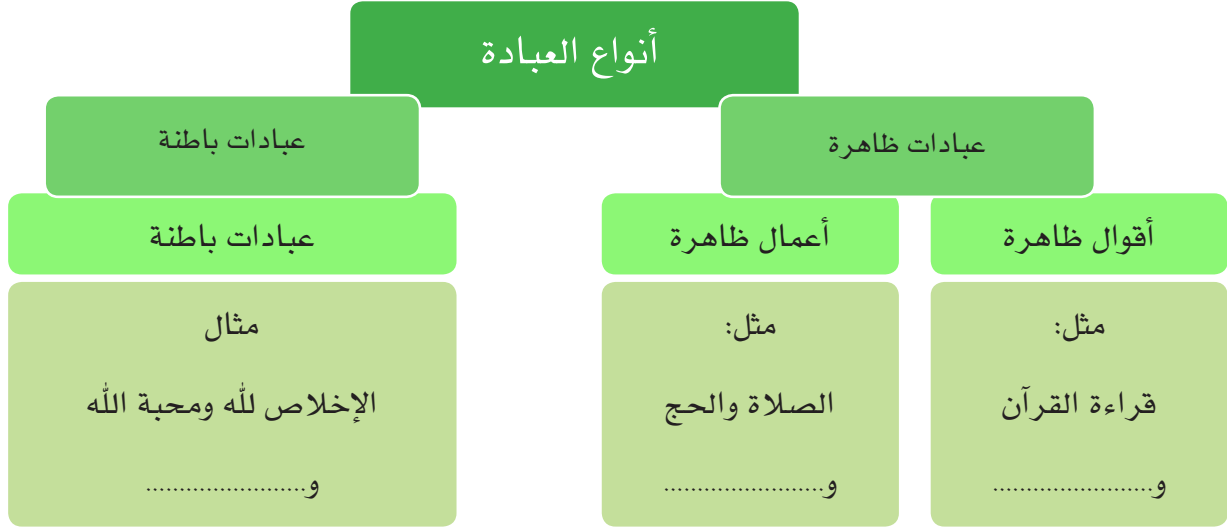 أنواع العبادة
عبادات ظاهرة
عبادات باطنة
أقوال ظاهرة
أعمال ظاهرة
عبادات باطنة
مثل:
قراءة القرآن
و........................
مثل:
الصلاة والحج
و........................
مثال
الإخلاص لله ومحبة الله
و........................